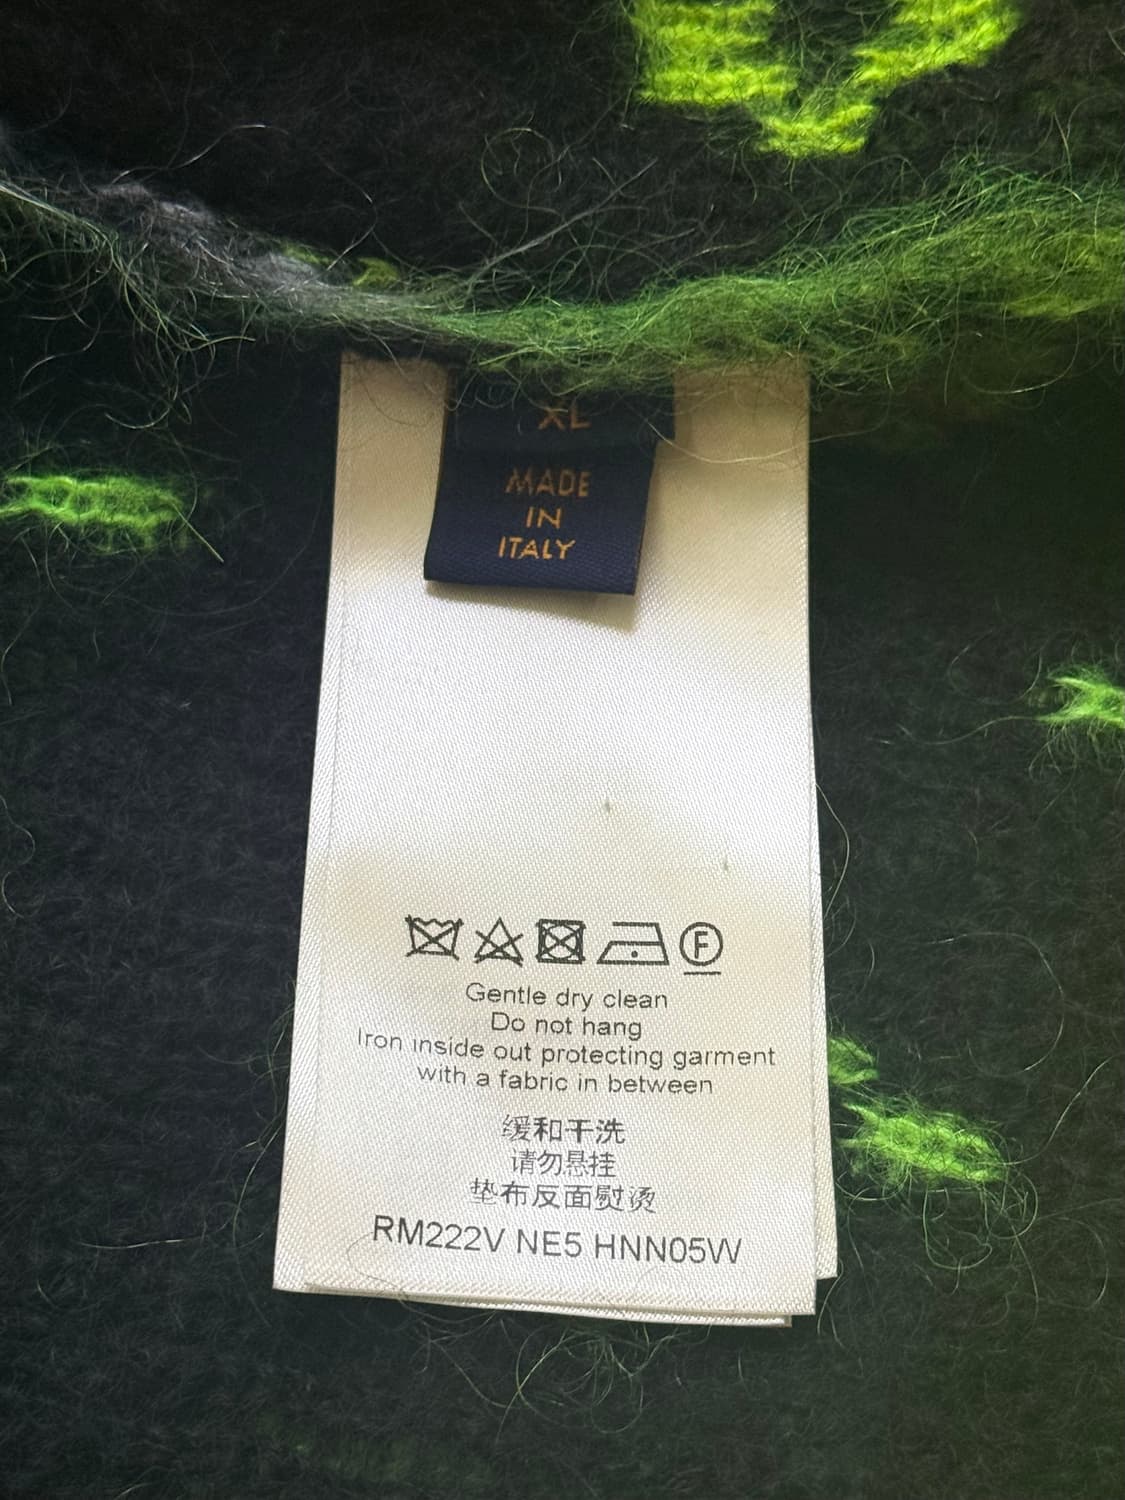 XL
MADE
IN
ITALY
F
Gentle dry clean
Do not hang
Iron inside out protecting garment
with a fabric in between
缓和干洗
请勿悬挂
垫布反面熨烫
RM222V NE5 HNN05W